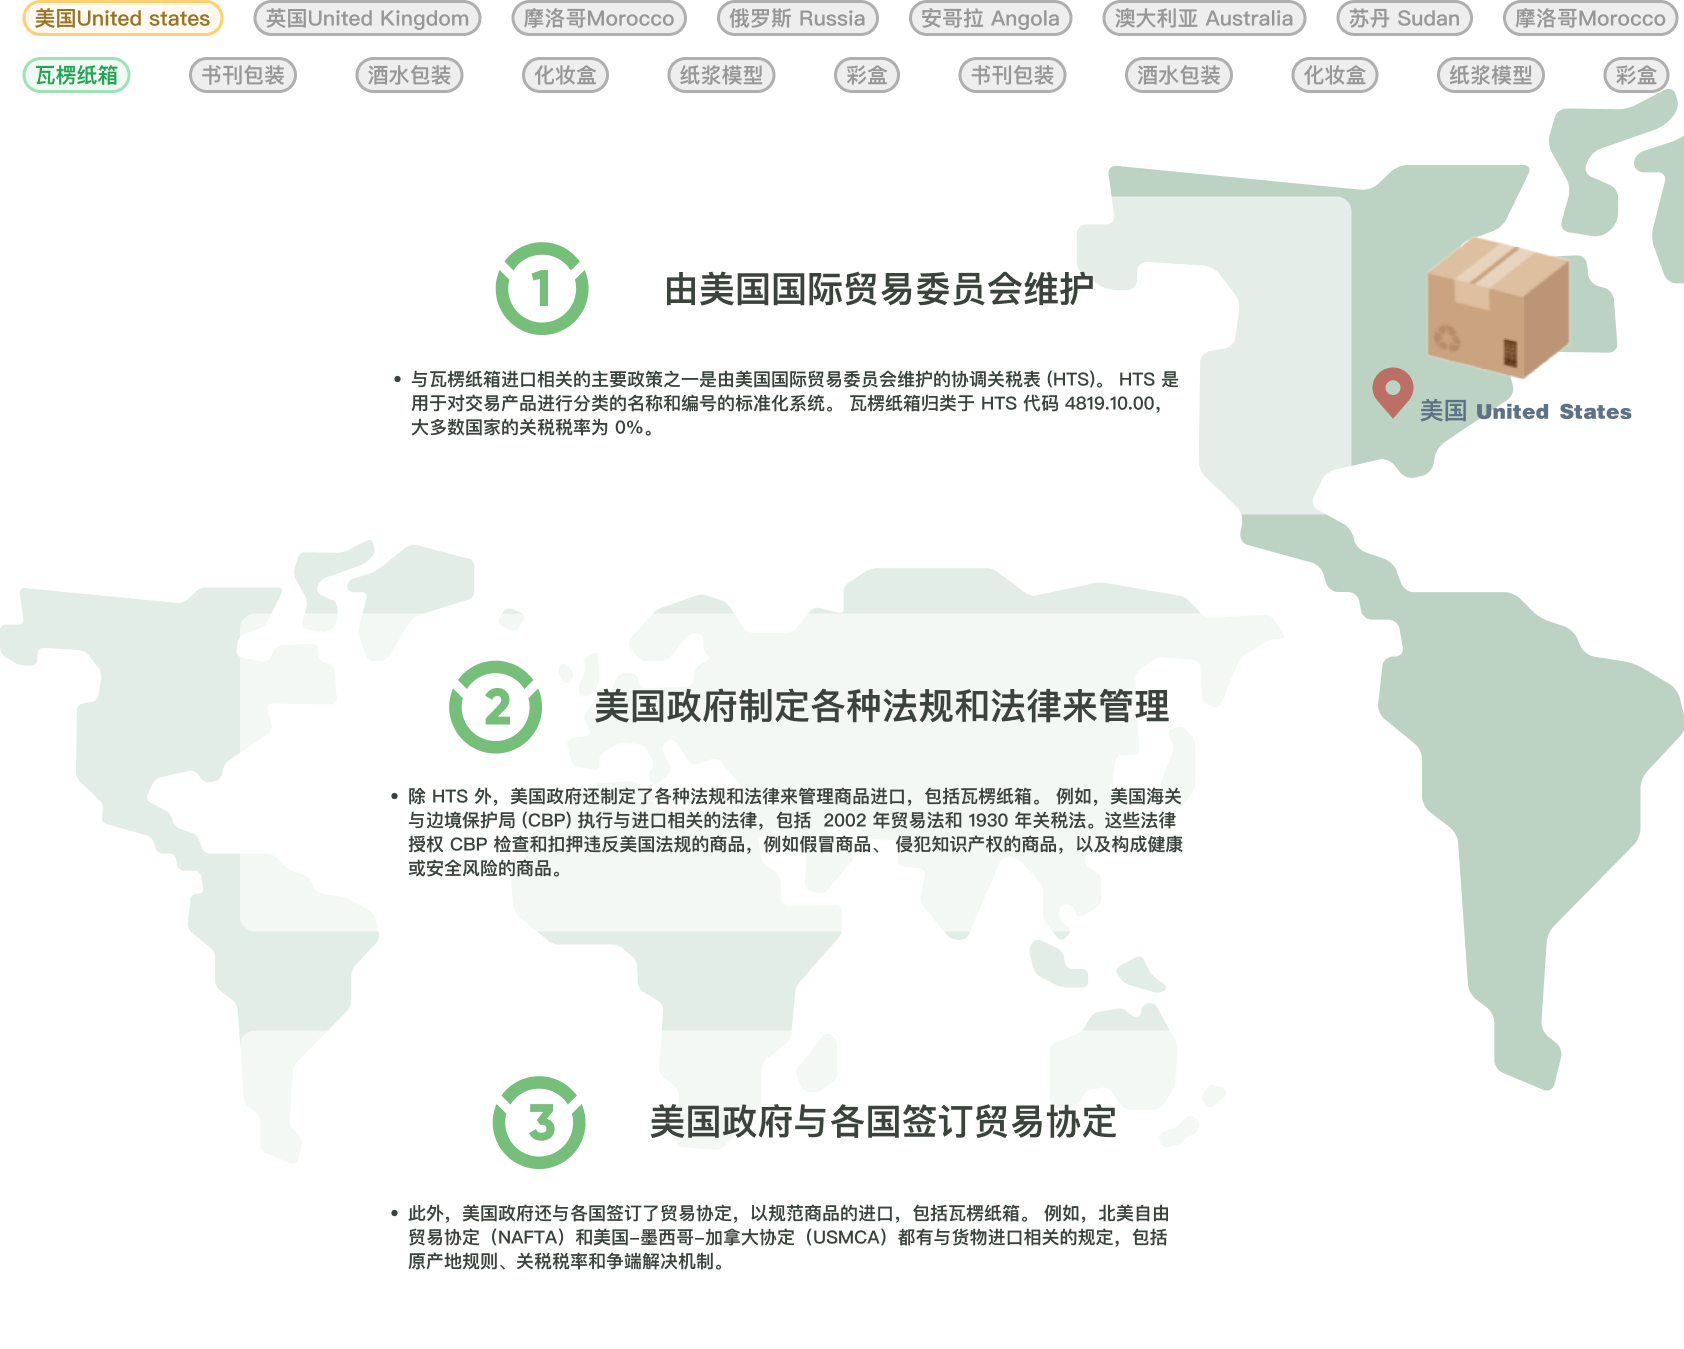 美国United states
英国United Kingdom
摩洛哥Morocco
俄罗斯 Russia
安哥拉 Angola
澳大利亚 Australia
苏丹 Sudan
摩洛哥Morocco
瓦楞纸箱
书刊包装
酒水包装
化妆盒
纸浆模型
彩盒
书刊包装
酒水包装
化妆盒
纸浆模型
彩盒
1
由美国国际贸易委员会维护
• 与瓦楞纸箱进口相关的主要政策之一是由美国国际贸易委员会维护的协调关税表 (HTS)。 HTS 是
用于对交易产品进行分类的名称和编号的标准化系统。 瓦楞纸箱归类于 HTS 代码 4819.10.00,
大多数国家的关税税率为 0%。
美国 United States
2
美国政府制定各种法规和法律来管理
• 除 HTS 外，美国政府还制定了各种法规和法律来管理商品进口，包括瓦楞纸箱。 例如，美国海关
与边境保护局 (CBP) 执行与进口相关的法律，包括  2002 年贸易法和 1930 年关税法。这些法律
授权 CBP 检查和扣押违反美国法规的商品，例如假冒商品、 侵犯知识产权的商品，以及构成健康
或安全风险的商品。
3
美国政府与各国签订贸易协定
• 此外，美国政府还与各国签订了贸易协定，以规范商品的进口，包括瓦楞纸箱。 例如，北美自由
贸易协定（NAFTA）和美国-墨西哥-加拿大协定（USMCA）都有与货物进口相关的规定，包括
原产地规则、关税税率和争端解决机制。